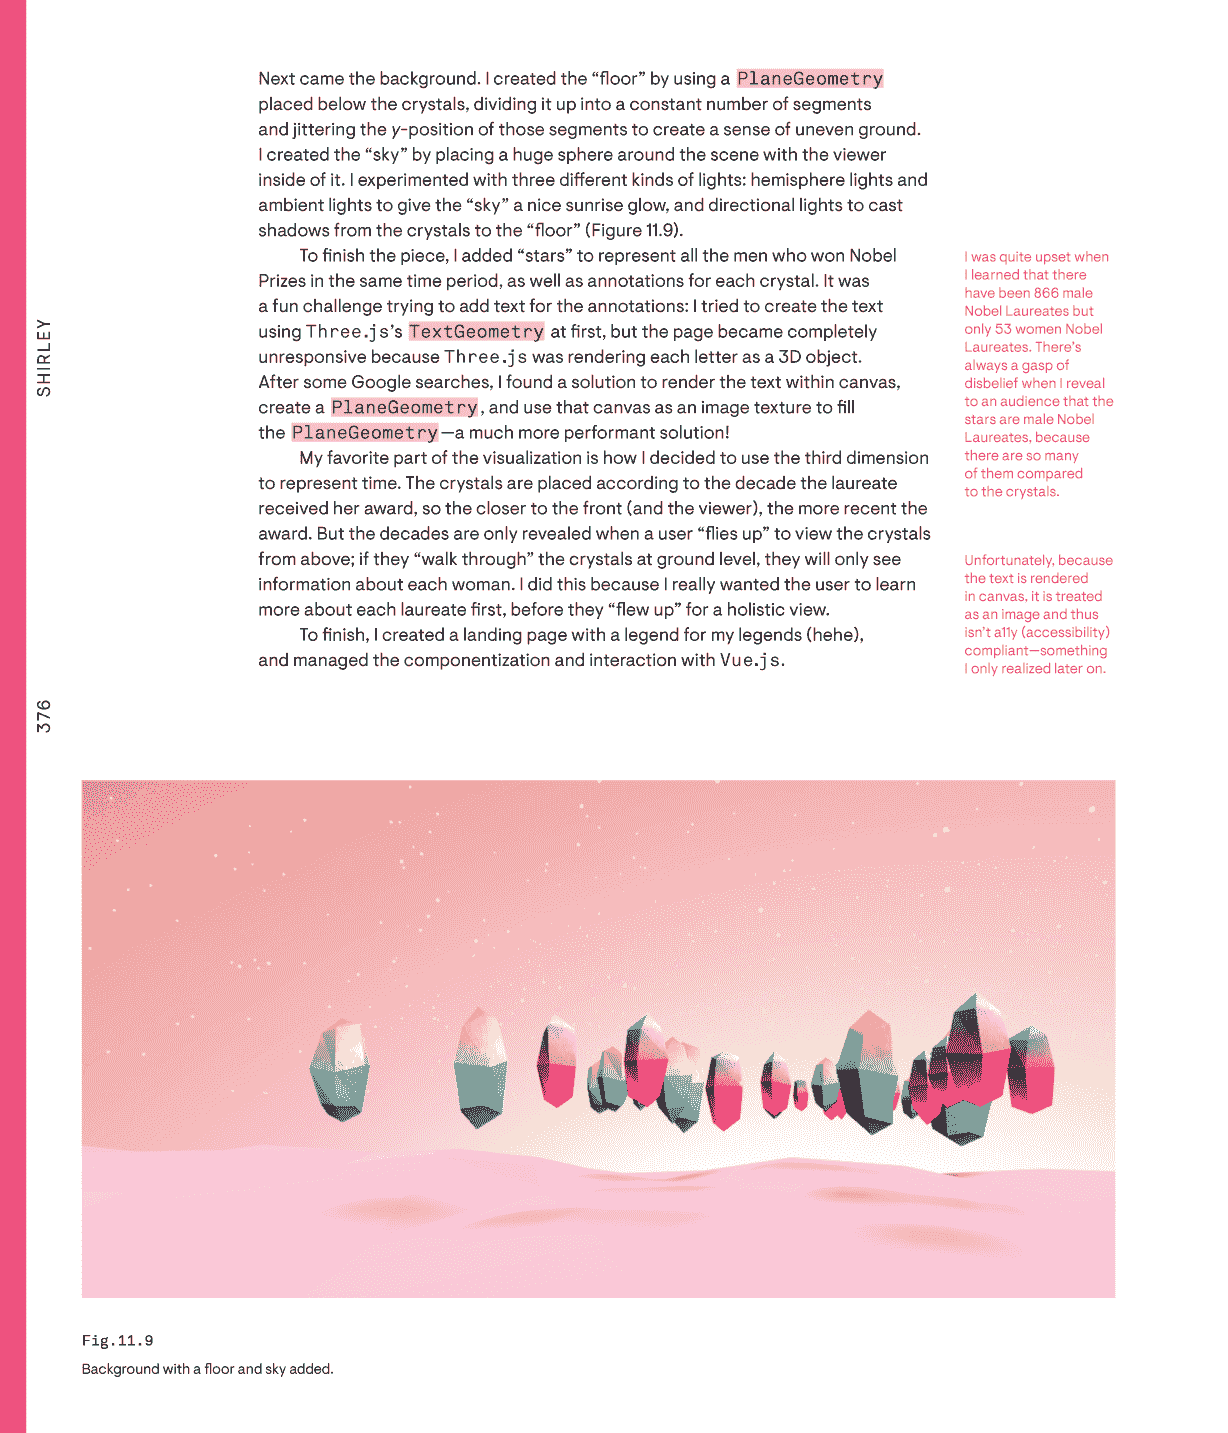 Next came the background. I created the “floor” by using a PlaneGeometry
placed below the crystals, dividing it up into a constant number of segments
and jittering the y-position of those segments to create a sense of uneven ground.
I created the “sky” by placing a huge sphere around the scene with the viewer
inside of it. I experimented with three different kinds of lights: hemisphere lights and
ambient lights to give the “sky” a nice sunrise glow, and directional lights to cast
shadows from the crystals to the “floor” (Figure 11.9).
To finish the piece, I added “stars” to represent all the men who won Nobel
Prizes in the same time period, as well as annotations for each crystal. It was
a fun challenge trying to add text for the annotations: I tried to create the text
using Three.js’s TextGeometry at first, but the page became completely
unresponsive because Three.js was rendering each letter as a 3D object.
After some Google searches, I found a solution to render the text within canvas,
create a PlaneGeometry, and use that canvas as an image texture to fill
the PlaneGeometry—a much more performant solution!
My favorite part of the visualization is how I decided to use the third dimension
to represent time. The crystals are placed according to the decade the laureate
received her award, so the closer to the front (and the viewer), the more recent the
award. But the decades are only revealed when a user “flies up” to view the crystals
from above; if they “walk through” the crystals at ground level, they will only see
information about each woman. I did this because I really wanted the user to learn
more about each laureate first, before they “flew up” for a holistic view.
To finish, I created a landing page with a legend for my legends (hehe),
and managed the componentization and interaction with Vue.js.
I was quite upset when
I learned that there
have been 866 male
Nobel Laureates but
only 53 women Nobel
Laureates. There’s
always a gasp of
disbelief when I reveal
to an audience that the
stars are male Nobel
Laureates, because
there are so many
of them compared
to the crystals.
Unfortunately, because
the text is rendered
in canvas, it is treated
as an image and thus
isn’t a11y (accessibility)
compliant—something
I only realized later on.
SHIRLEY
376
Fig.11.9
Background with a floor and sky added.